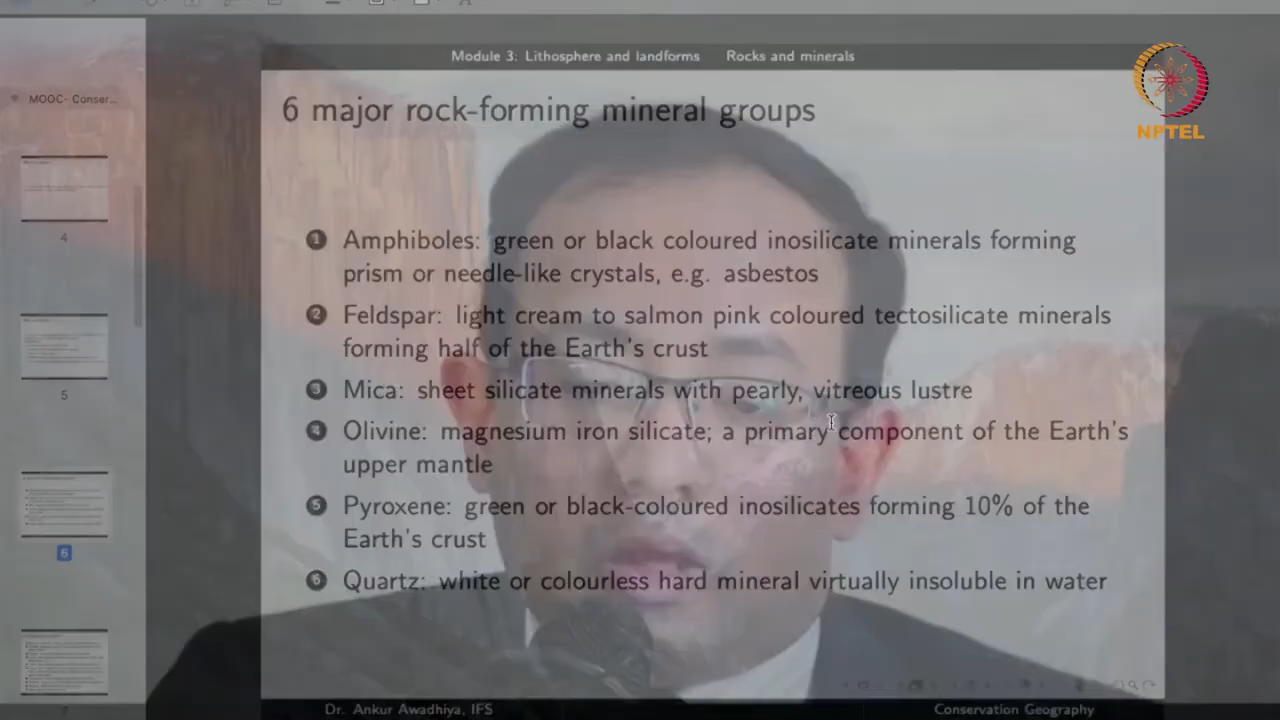 Module 3: Lithosphere and landforms Rocks and minerals
NPTEL
MOOC- Conser...
6 major rock-forming mineral groups
4
1 Amphiboles: green or black coloured inosilicate minerals forming
prism or needle-like crystals, e.g. asbestos
2 Feldspar: light cream to salmon pink coloured tectosilicate minerals
forming half of the Earth's crust
5
3 Mica: sheet silicate minerals with pearly, vitreous lustre
4 Olivine: magnesium iron silicate; a primary component of the Earth's
upper mantle
5 Pyroxene: green or black-coloured inosilicates forming 10% of the
Earth's crust
6
6 Quartz: white or colourless hard mineral virtually insoluble in water
7
Dr. Ankur Awadhiya, IFS Conservation Geography